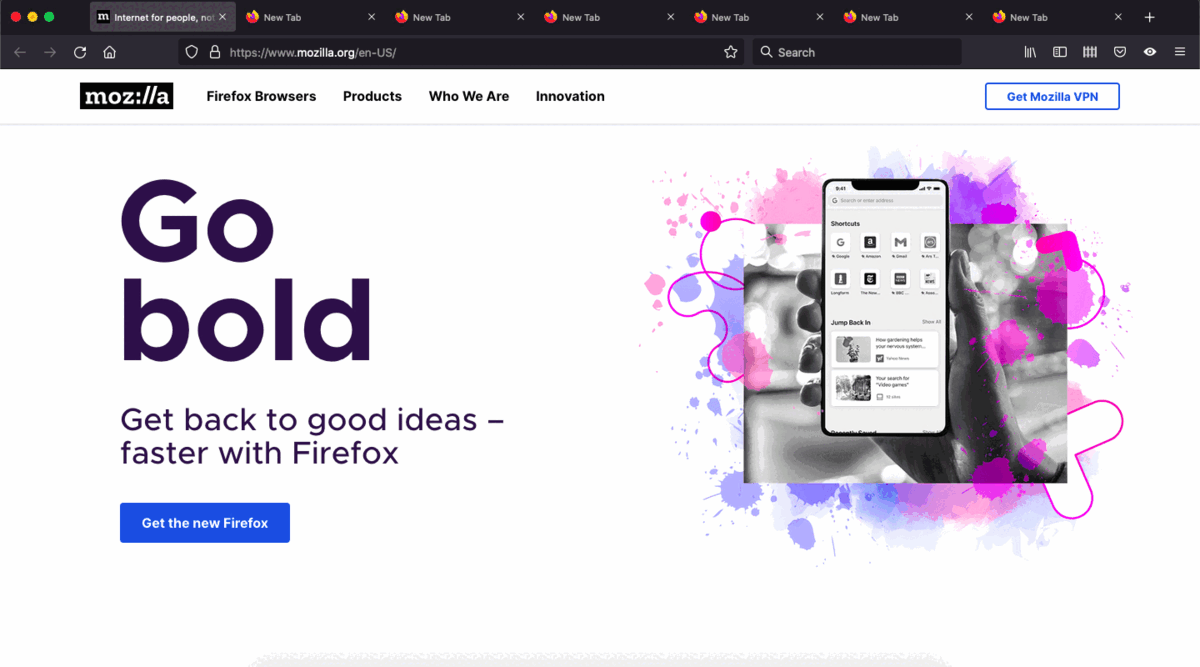 Internet for people, not
New Tab
New Tab
New Tab
New Tab
New Tab
New Tab
https://www.mozilla.org/en-US/
Search
moz://a
Firefox Browsers
Products
Who We Are
Innovation
Get Mozilla VPN
Go
bold
Get back to good ideas –
faster with Firefox
Get the new Firefox
9:41
Search or enter address
Shortcuts
Google
Amazon
Gmail
Ars T...
Longform
The New...
BBC ...
Jump Back In
Show All
How gardening helps
your nervous system...
Yahoo News
Your search for
"Video games"
10 sites
Recently Saved